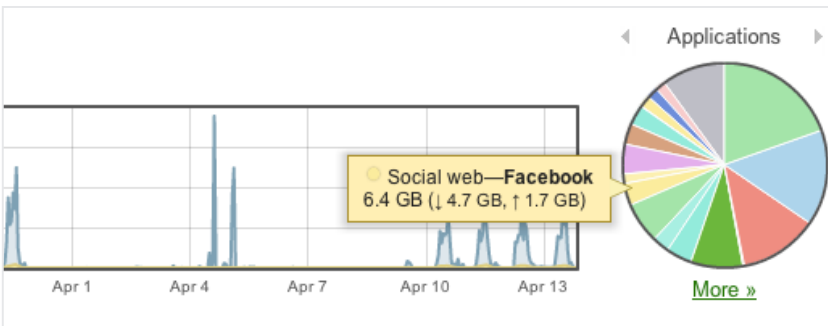 Applications
Social web—Facebook
6.4 GB (↓ 4.7 GB, ↑ 1.7 GB)
Apr 1
Apr 4
Apr 7
Apr 10
Apr 13
More »